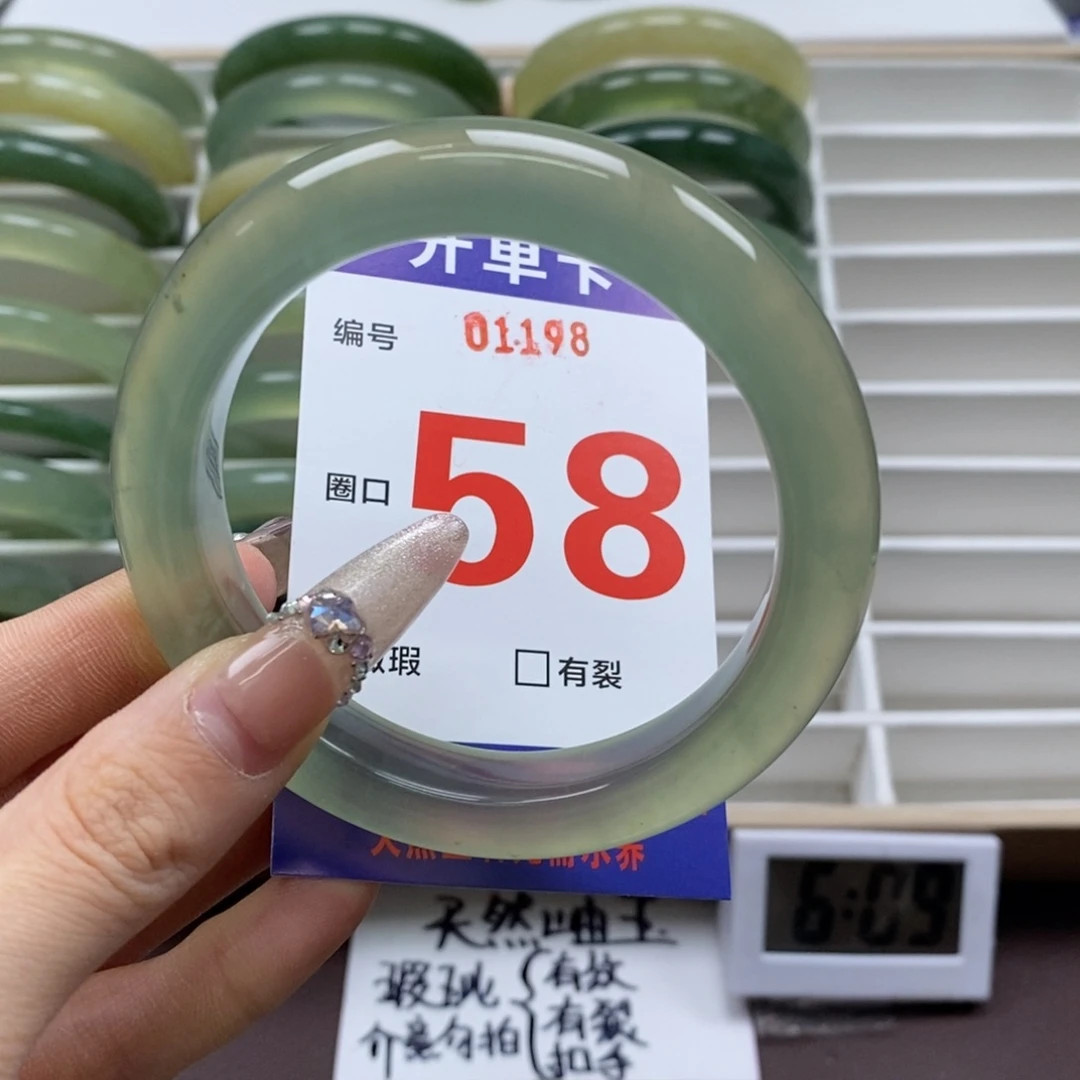 开单卡
编号 01198
圈口 58
瑕 □有裂
天然岫玉
瑕疵 有纹
介意勿拍 有裂
扣手
6:09